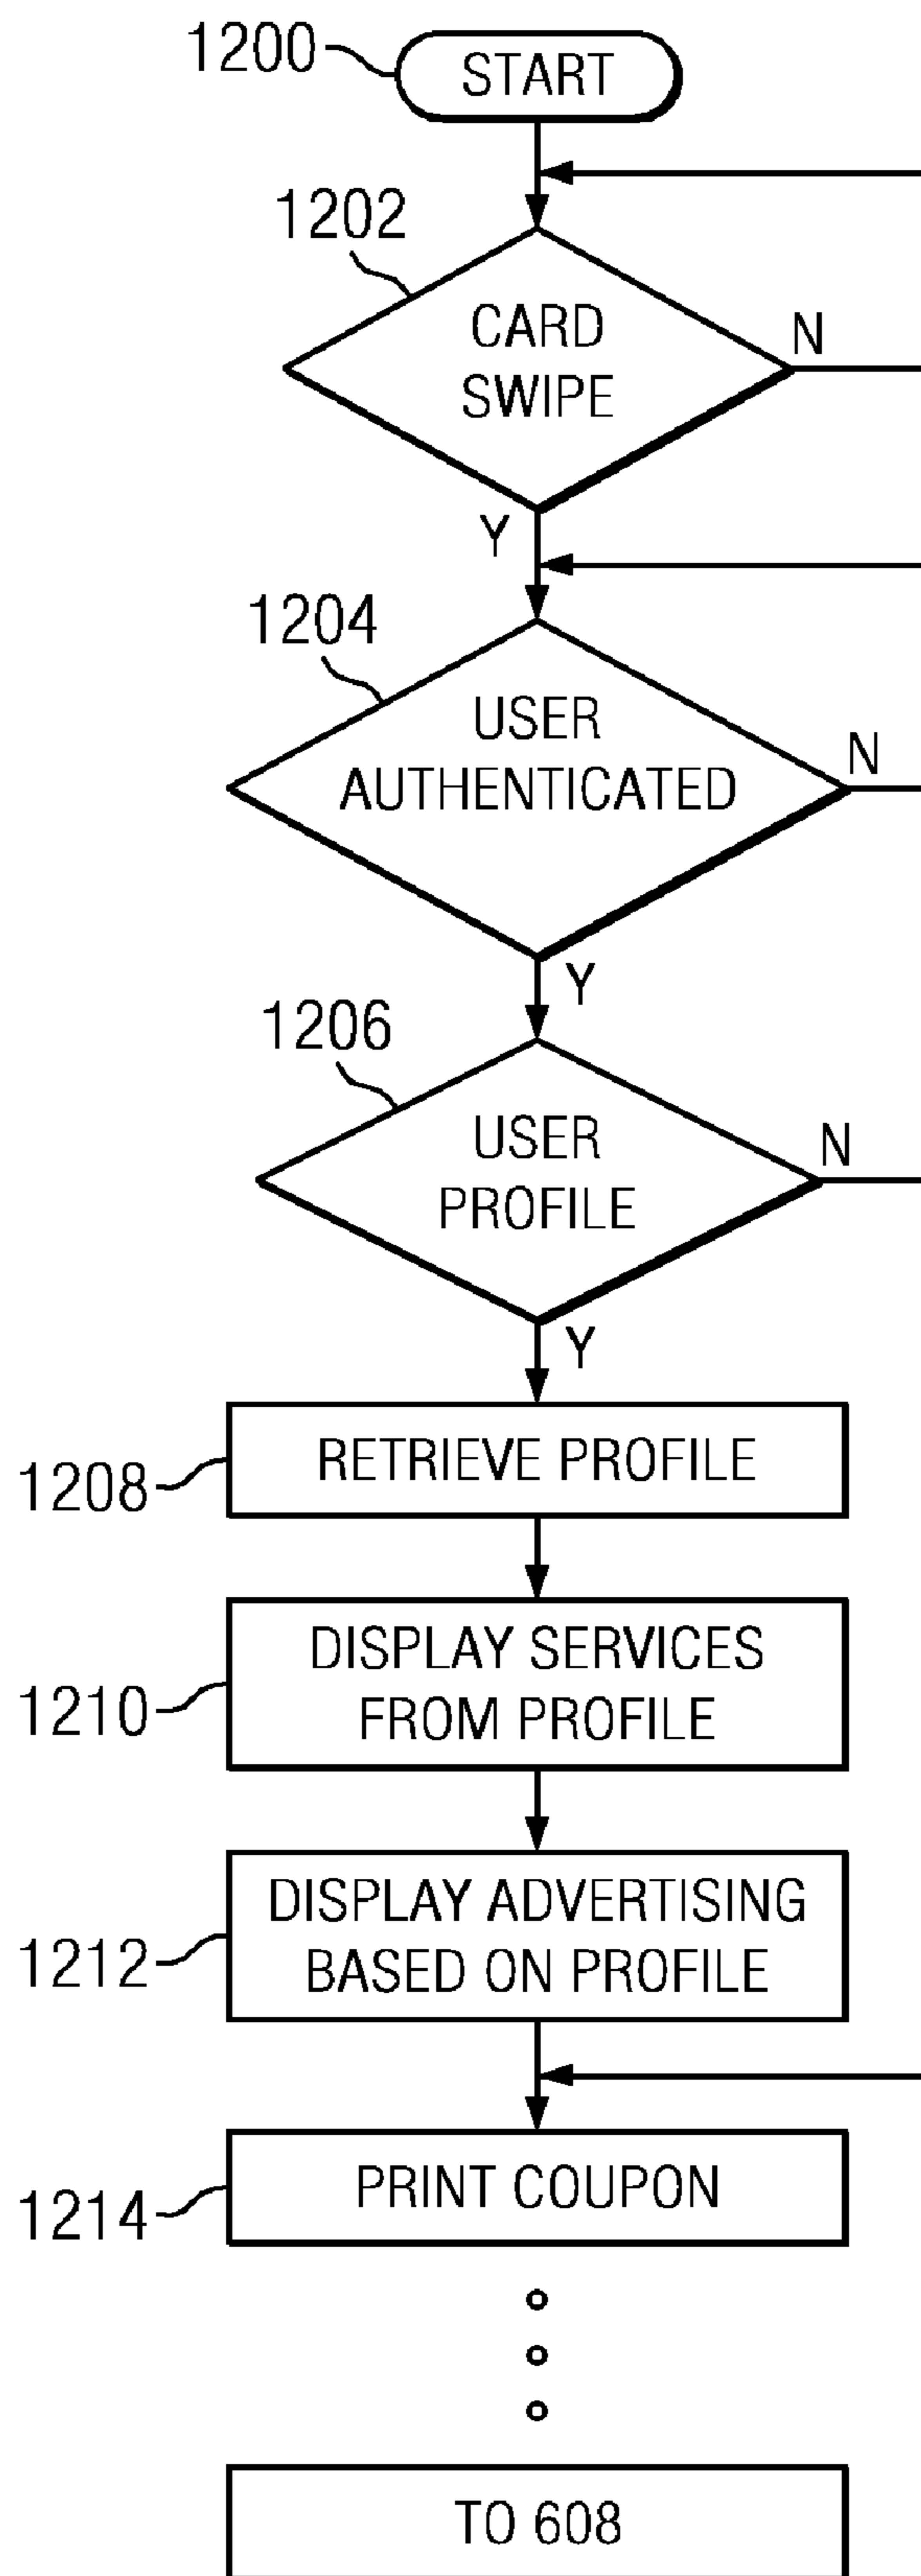 1200
START
1202
CARD
SWIPE
N
Y
1204
USER
AUTHENTICATED
N
Y
1206
USER
PROFILE
N
Y
1208
RETRIEVE PROFILE
1210
DISPLAY SERVICES
FROM PROFILE
1212
DISPLAY ADVERTISING
BASED ON PROFILE
1214
PRINT COUPON
TO 608